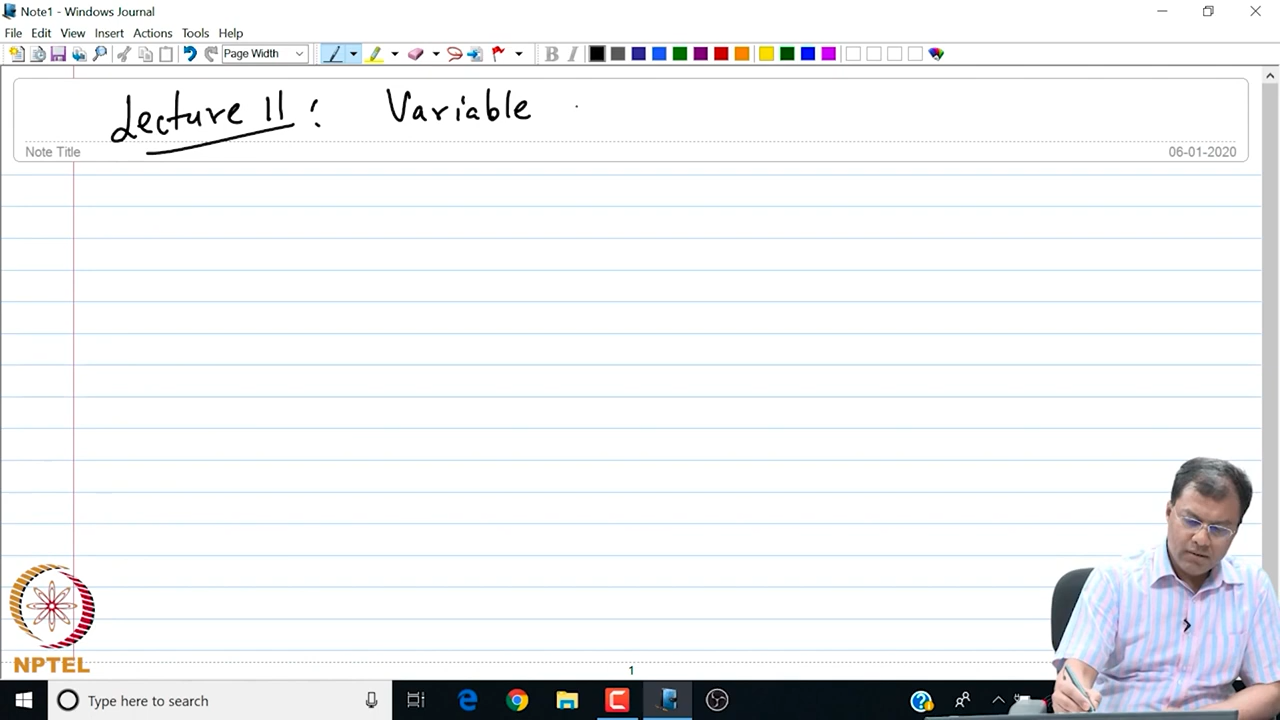 Note1 - Windows Journal
File Edit View Insert Actions Tools Help
Page Width
B I
Lecture 11 : Variable
Note Title
06-01-2020
NPTEL
1
Type here to search